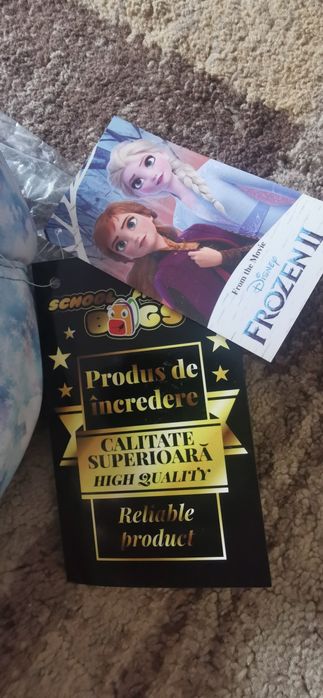 From the Movie
Disney
FROZEN II
SCHOOL
BAGS
Produs de
încredere
CALITATE
SUPERIOARĂ
HIGH QUALITY
Reliable
product